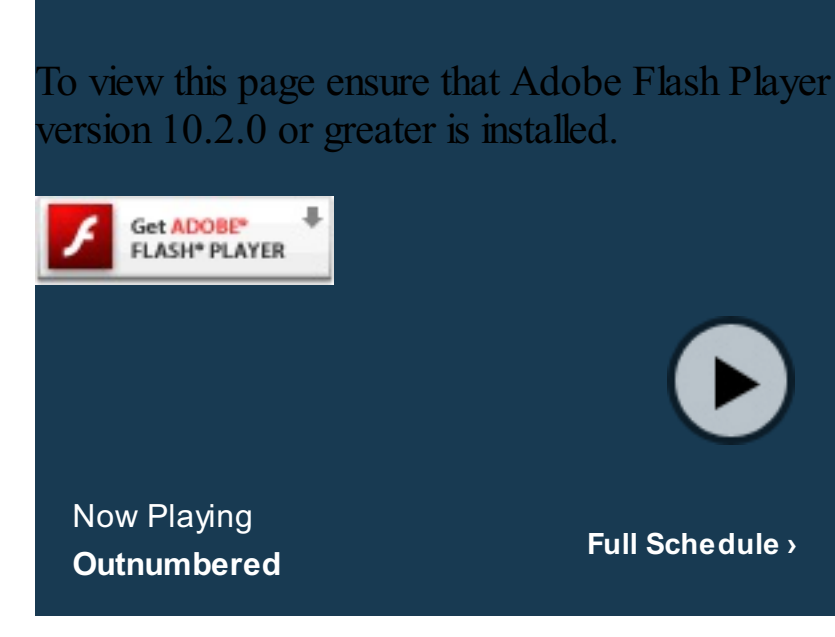 To view this page ensure that Adobe Flash Player
version 10.2.0 or greater is installed.
Get ADOBE®
FLASH® PLAYER
Now Playing
Outnumbered
Full Schedule ›